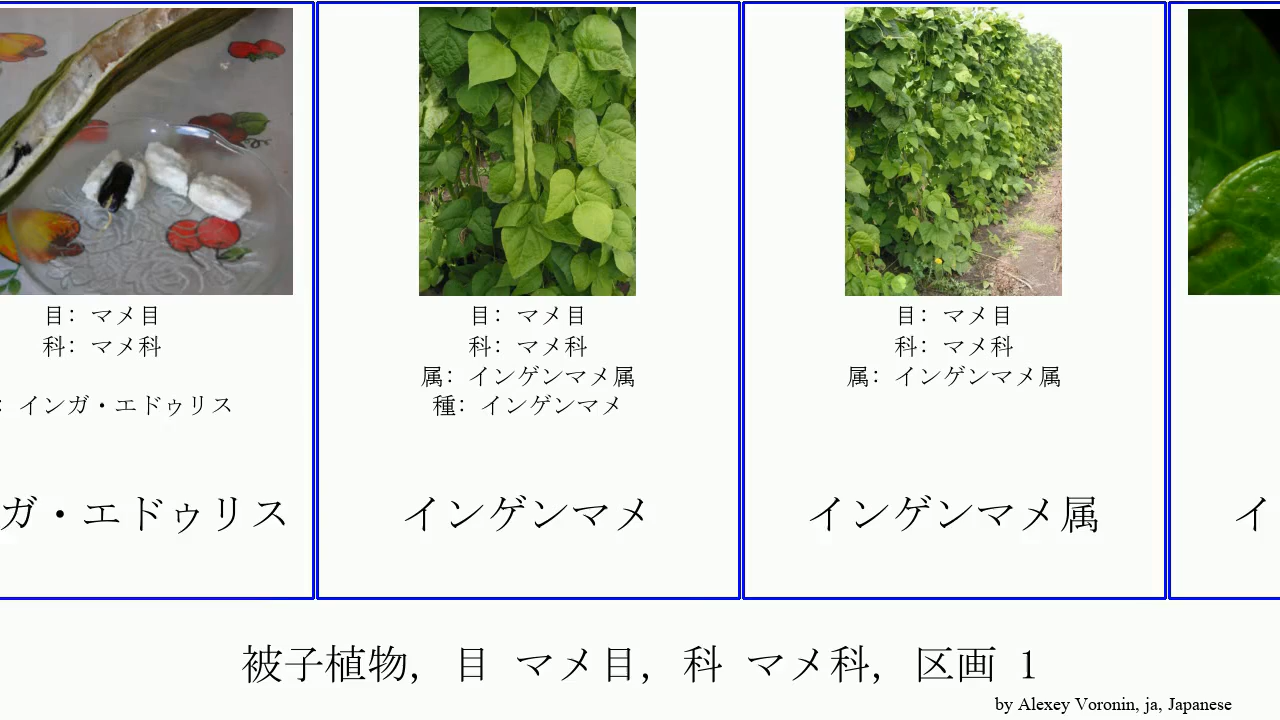 目: マメ目
科: マメ科
: インガ・エドゥリス
ガ・エドゥリス
目: マメ目
科: マメ科
属: インゲンマメ属
種: インゲンマメ
インゲンマメ
目: マメ目
科: マメ科
属: インゲンマメ属
インゲンマメ属
イ
被子植物, 目 マメ目, 科 マメ科, 区画 1
by Alexey Voronin, ja, Japanese